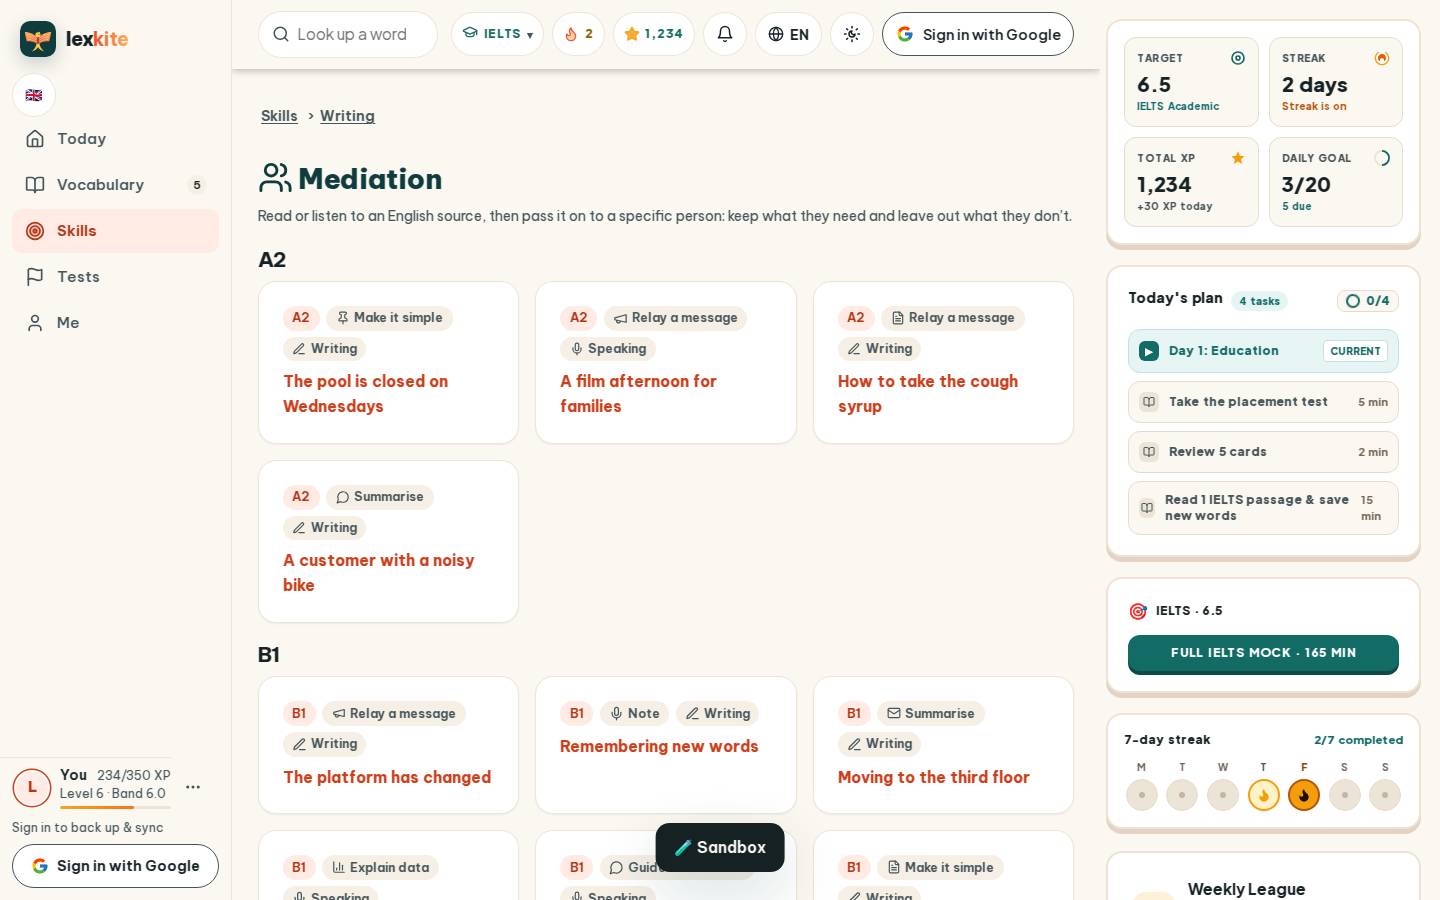 lexkite
Today
Vocabulary 5
Skills
Tests
Me
L
You 234/350 XP
Level 6 · Band 6.0
Sign in to back up & sync
Sign in with Google
Look up a word
IELTS ▾
2
1,234
EN
Sign in with Google
Skills › Writing
Mediation
Read or listen to an English source, then pass it on to a specific person: keep what they need and leave out what they don't.
A2
A2 Make it simple
Writing
The pool is closed on
Wednesdays
A2 Relay a message
Speaking
A film afternoon for
families
A2 Relay a message
Writing
How to take the cough
syrup
A2 Summarise
Writing
A customer with a noisy
bike
B1
B1 Relay a message
Writing
The platform has changed
B1 Note Writing
Remembering new words
B1 Summarise
Writing
Moving to the third floor
B1 Explain data
Speaking
B1
Speaking
B1 Make it simple
Writing
Sandbox
TARGET
6.5
IELTS Academic
STREAK
2 days
Streak is on
TOTAL XP
1,234
+30 XP today
DAILY GOAL
3/20
5 due
Today's plan 4 tasks 0/4
Day 1: Education CURRENT
Take the placement test 5 min
Review 5 cards 2 min
Read 1 IELTS passage & save
new words
15
min
IELTS · 6.5
FULL IELTS MOCK · 165 MIN
7-day streak 2/7 completed
M T W T F S S
Weekly League